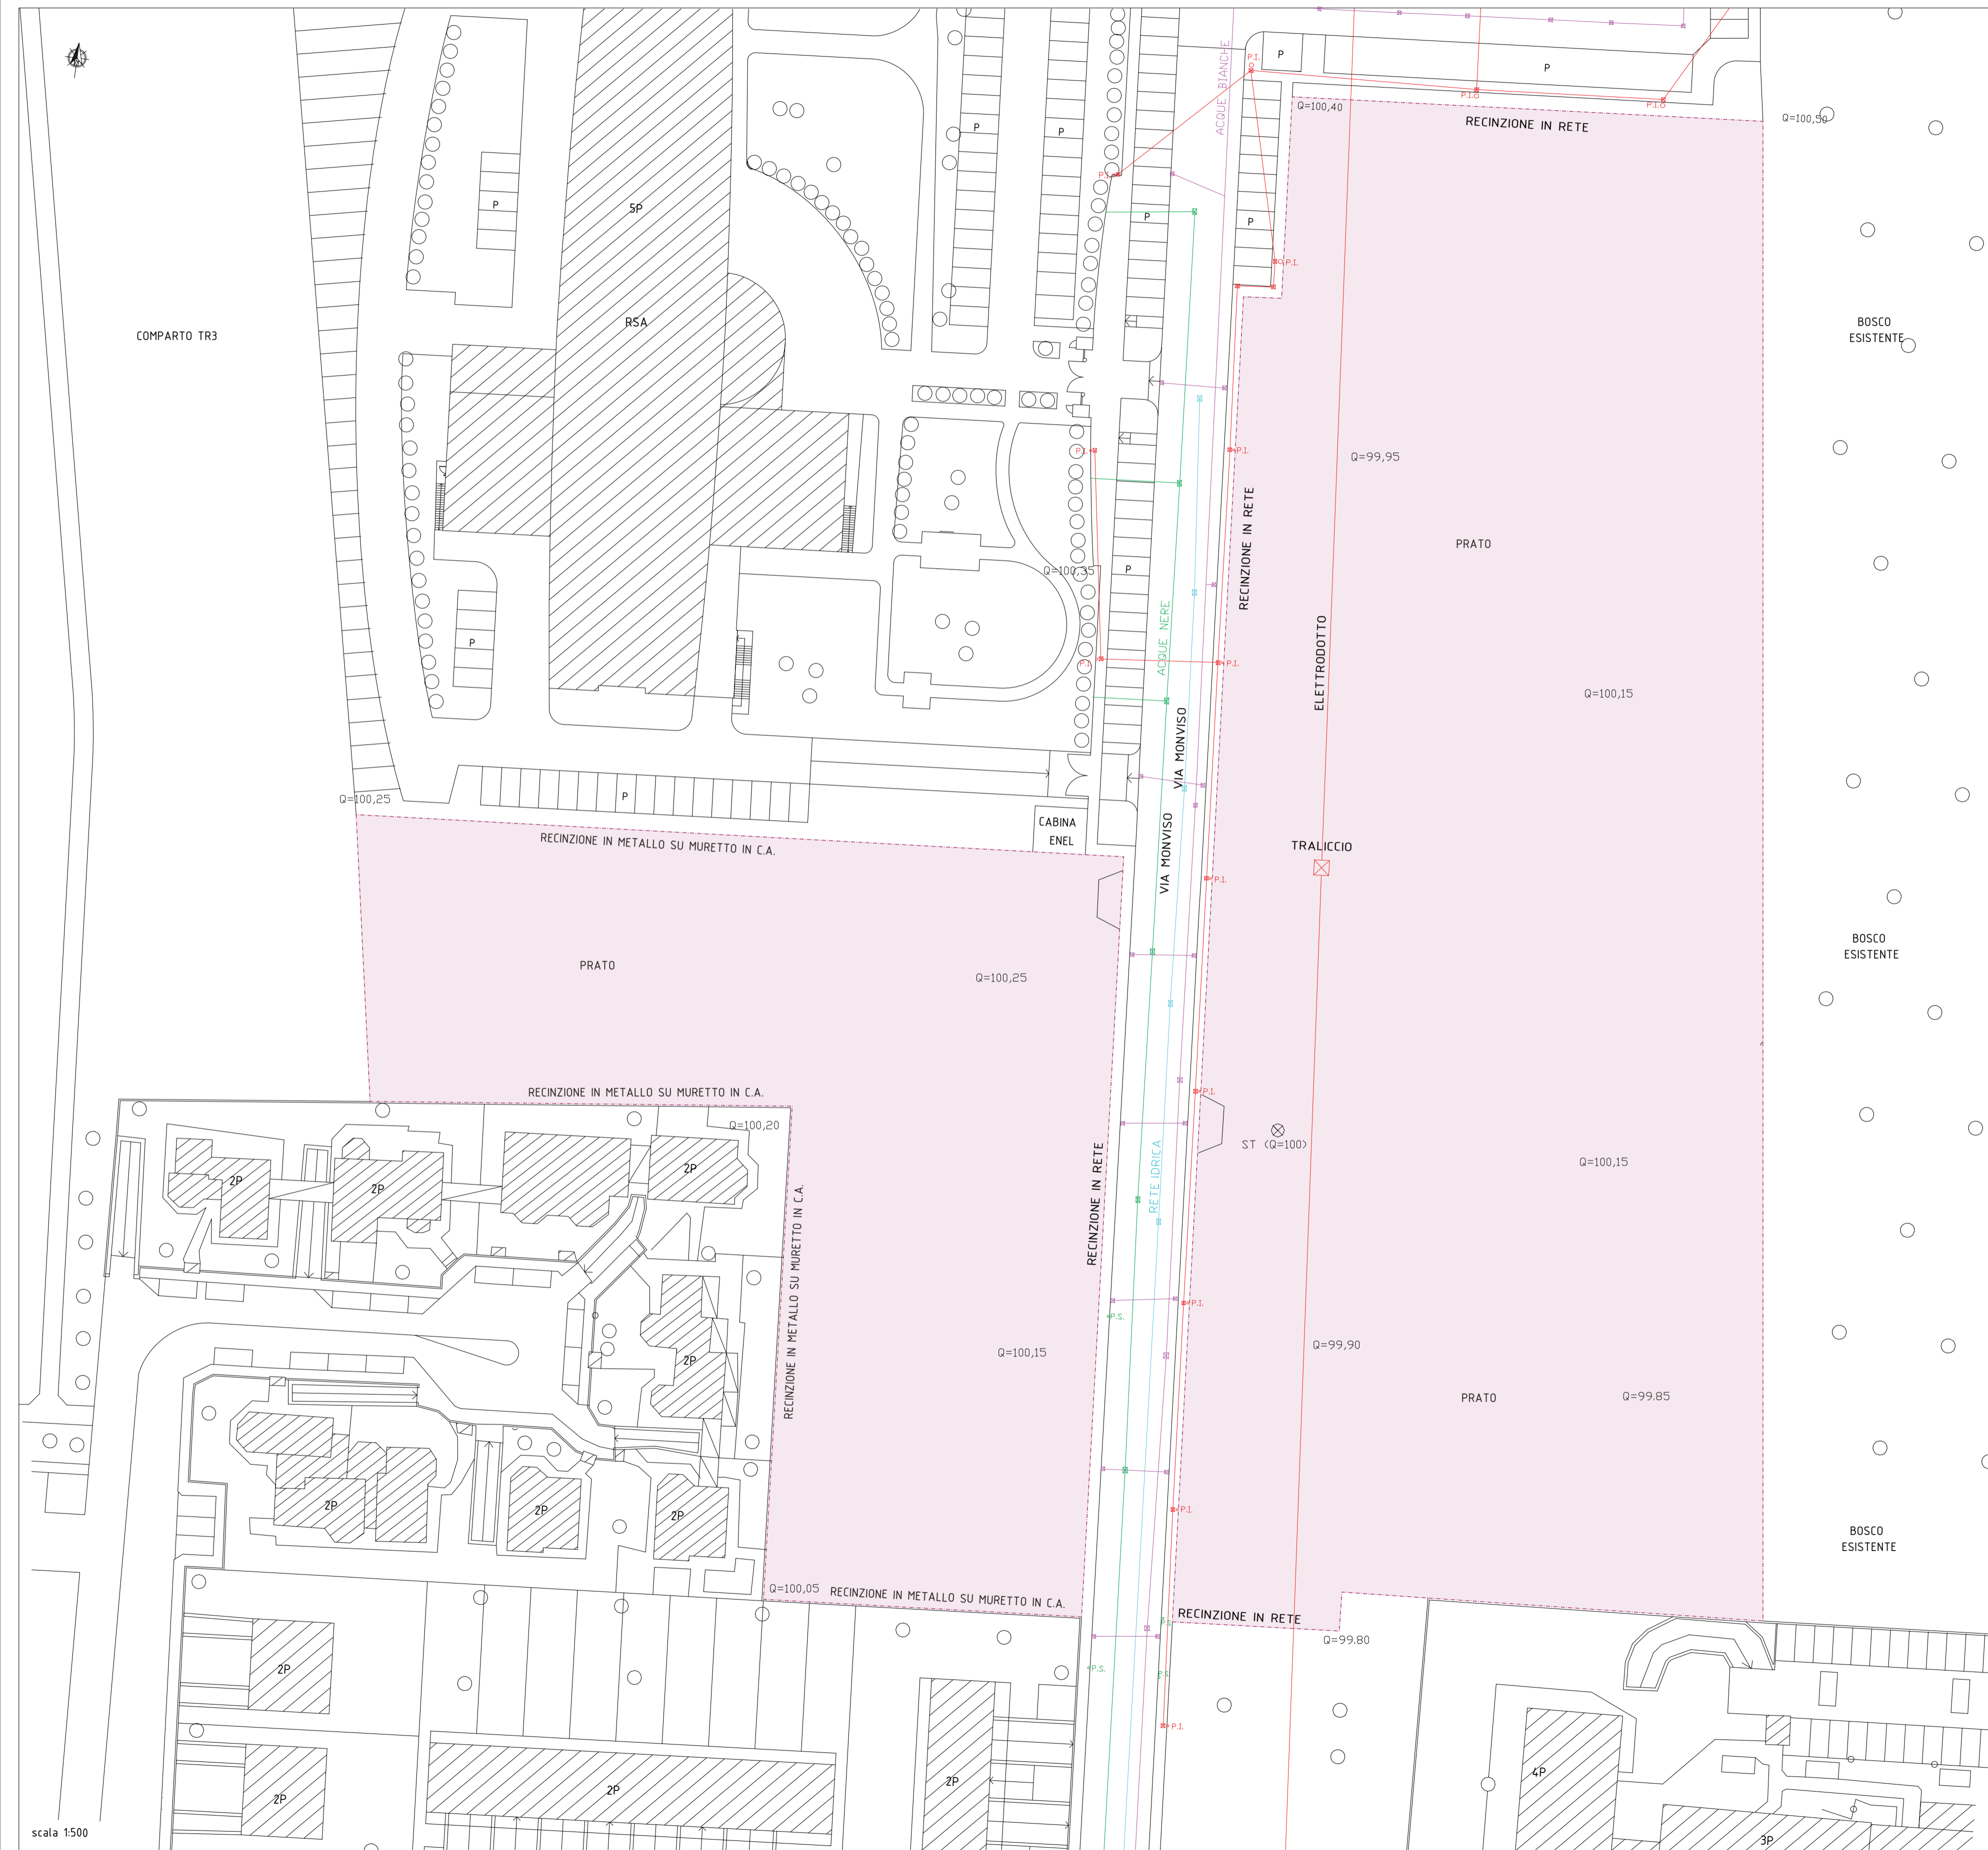 P
P
ACQUE BIANCHE
P.I.
P.I.
P.I.
Q=100,40
RECINZIONE IN RETE
Q=100,50
P
P
P.I.
P
5P
P
P
P.I.
COMPARTO TR3
RSA
BOSCO
ESISTENTE
P.I.
P.I.
Q=99,95
RECINZIONE IN RETE
PRATO
Q=100,35
P
ACQUE NERE
P
P.I.
P.I.
ELETTRODOTTO
Q=100,15
VIA MONVISO
Q=100,25
P
CABINA
ENEL
VIA MONVISO
RECINZIONE IN METALLO SU MURETTO IN C.A.
TRALICCIO
P.I.
PRATO
Q=100,25
BOSCO
ESISTENTE
RECINZIONE IN METALLO SU MURETTO IN C.A.
P.I.
Q=100,20
ST (Q=100)
Q=100,15
2P
2P
2P
RECINZIONE IN RETE
RETE IDRICA
RECINZIONE IN METALLO SU MURETTO IN C.A.
P.I.
P.S.
Q=100,15
Q=99,90
2P
PRATO
Q=99.85
2P
2P
2P
P.I.
BOSCO
ESISTENTE
Q=100,05
RECINZIONE IN METALLO SU MURETTO IN C.A.
RECINZIONE IN RETE
P.S.
Q=99.80
2P
P.S.
P.S.
P.I.
2P
2P
2P
4P
3P
scala 1:500